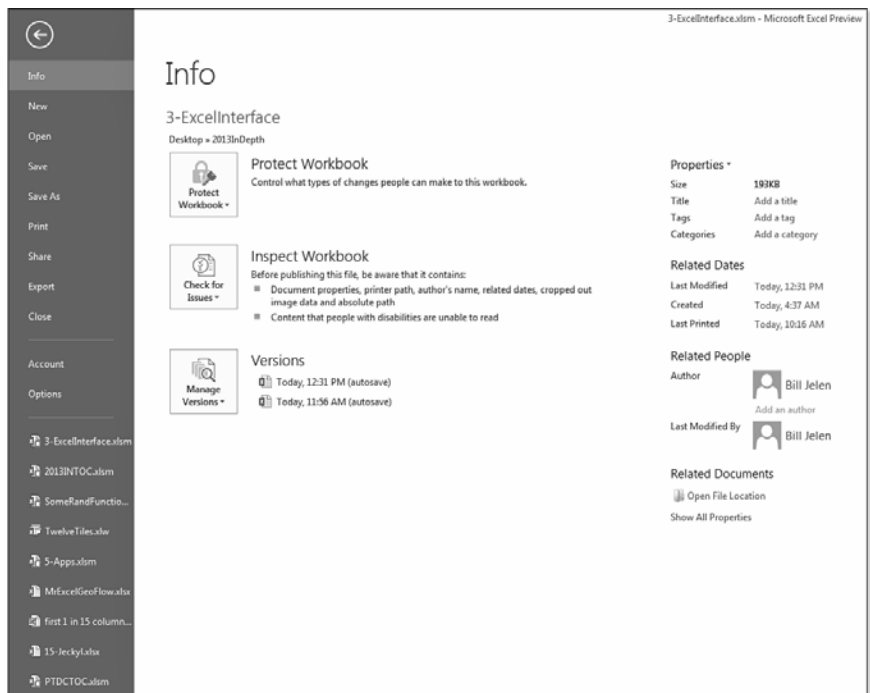 3-ExcelInterface.xlsm - Microsoft Excel Preview
Info
New
Open
Save
Save As
Print
Share
Export
Close
Account
Options
3-ExcelInterface.xlsm
2013INTOC.xlsm
SomeRandFunctio...
TwelveTiles.xlw
5-Apps.xlsm
MrExcelGeoFlow.xlsx
first 1 in 15 column...
15-Jeckyl.xlsx
PTDCTOC.xlsm
Info
3-ExcelInterface
Desktop » 2013InDepth
Protect Workbook
Protect Workbook
Control what types of changes people can make to this workbook.
Check for Issues
Inspect Workbook
Before publishing this file, be aware that it contains:
Document properties, printer path, author's name, related dates, cropped out
image data and absolute path
Content that people with disabilities are unable to read
Manage Versions
Versions
Today, 12:31 PM (autosave)
Today, 11:56 AM (autosave)
Properties
Size 193KB
Title Add a title
Tags Add a tag
Categories Add a category
Related Dates
Last Modified Today, 12:31 PM
Created Today, 4:37 AM
Last Printed Today, 10:16 AM
Related People
Author Bill Jelen
Add an author
Last Modified By Bill Jelen
Related Documents
Open File Location
Show All Properties